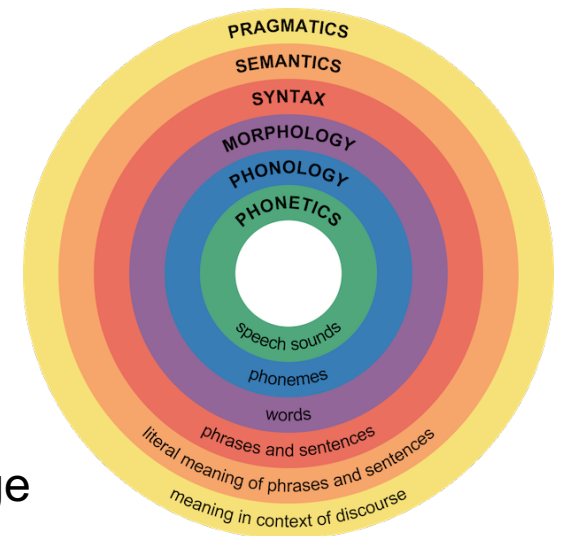 PRAGMATICS
SEMANTICS
SYNTAX
MORPHOLOGY
PHONOLOGY
PHONETICS
speech sounds
phonemes
words
phrases and sentences
literal meaning of phrases and sentences
meaning in context of discourse